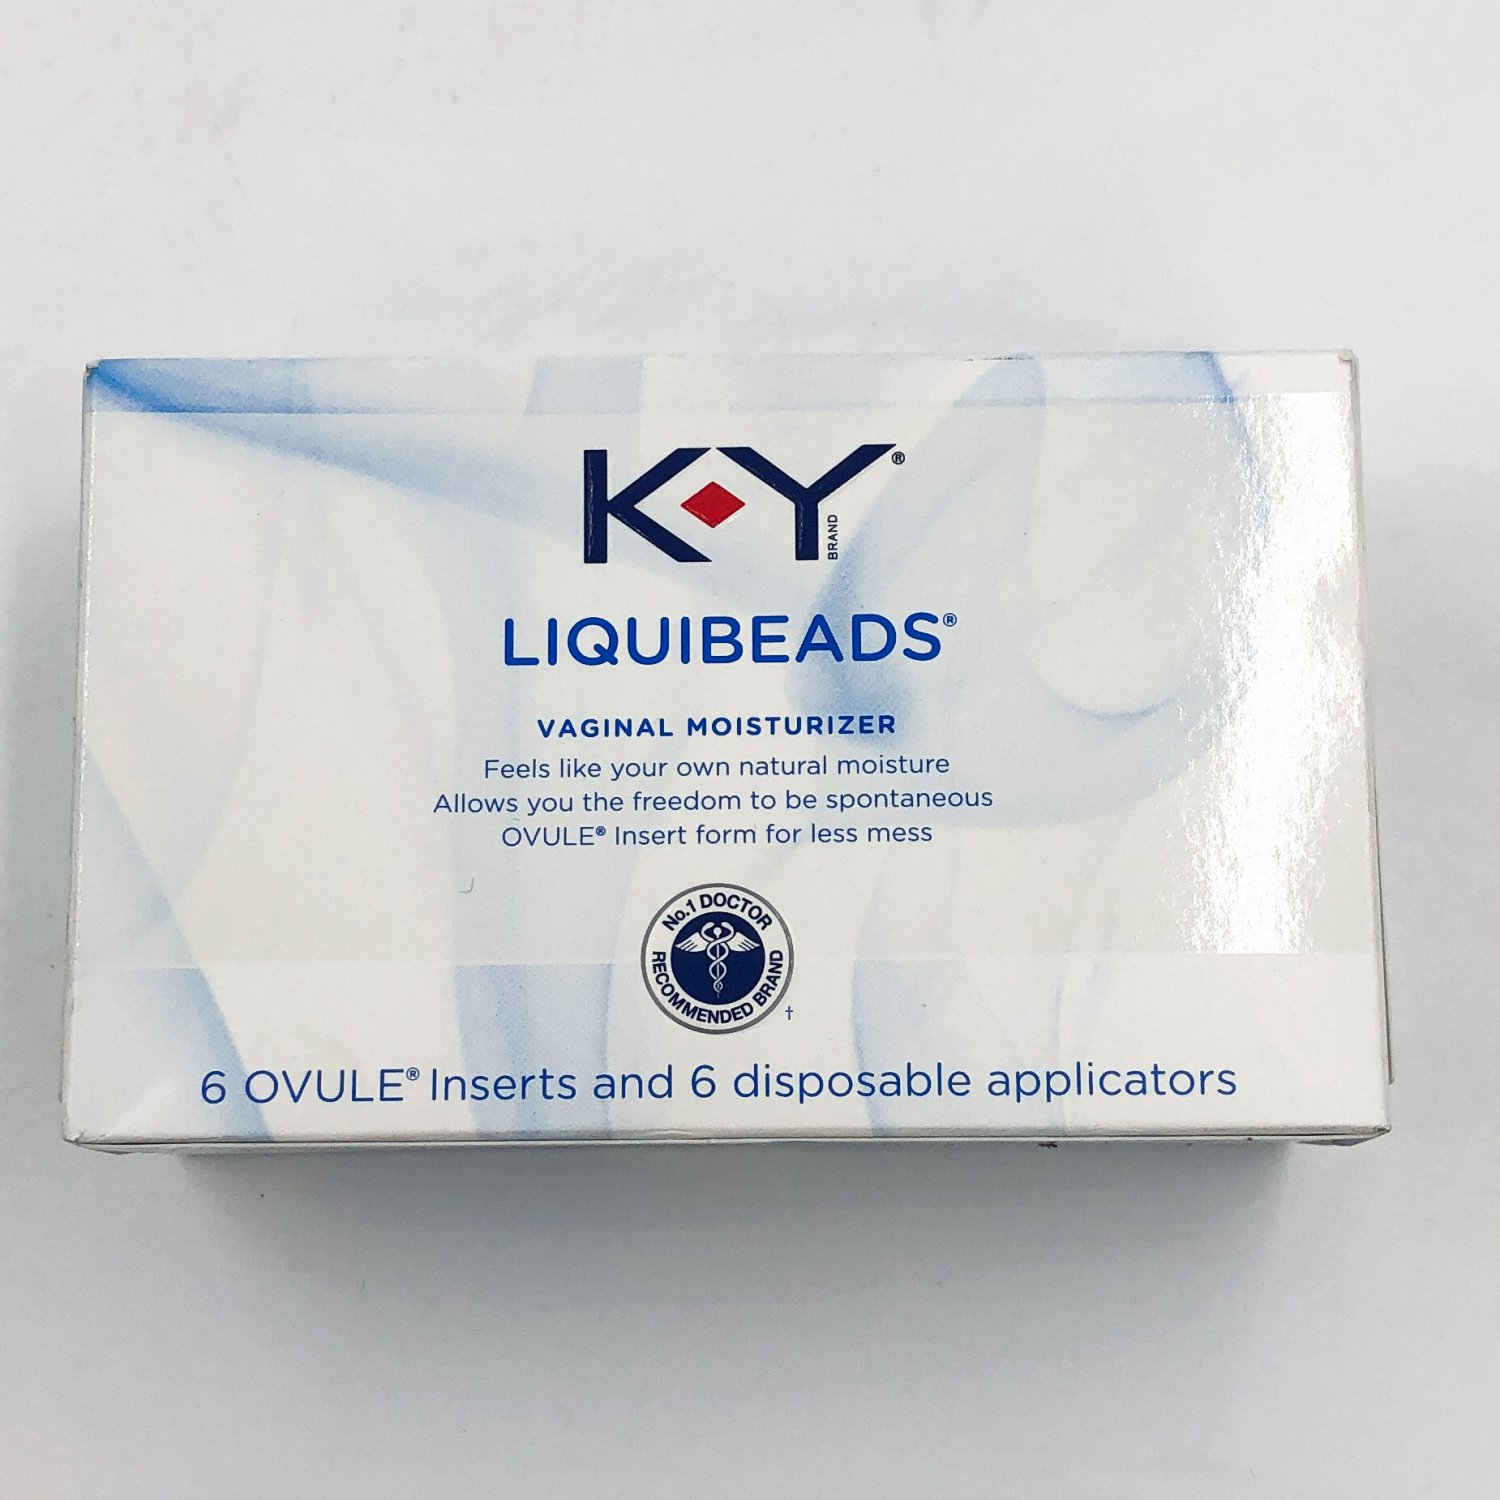 K-Y®
BRAND
LIQUIBEADS®
VAGINAL MOISTURIZER
Feels like your own natural moisture
Allows you the freedom to be spontaneous
OVULE® Insert form for less mess
No.1 DOCTOR
RECOMMENDED BRAND
†
6 OVULE® Inserts and 6 disposable applicators